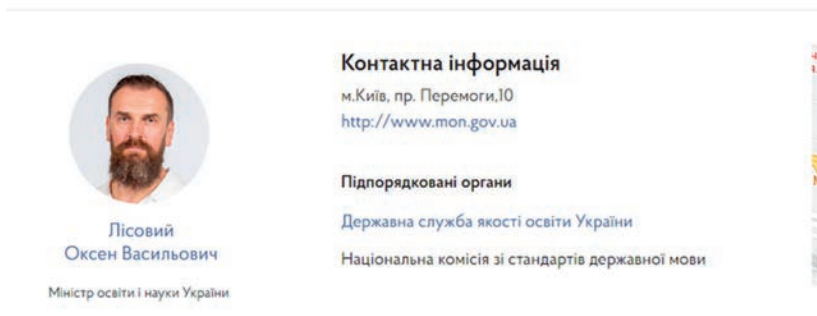 Лісовий
Оксен Васильович
Міністр освіти і науки України
Контактна інформація
м.Київ, пр. Перемоги,10
http://www.mon.gov.ua
Підпорядковані органи
Державна служба якості освіти України
Національна комісія зі стандартів державної мови